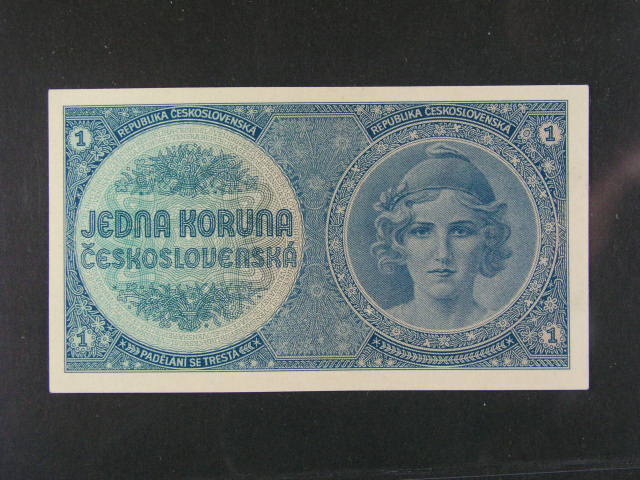 REPUBLIKA ČESKOSLOVENSKÁ
REPUBLIKA ČESKOSLOVENSKÁ
1
1
JEDNA KORUNA
ČESKOSLOVENSKÁ
1
1
PADĚLÁNÍ SE TRESTÁ